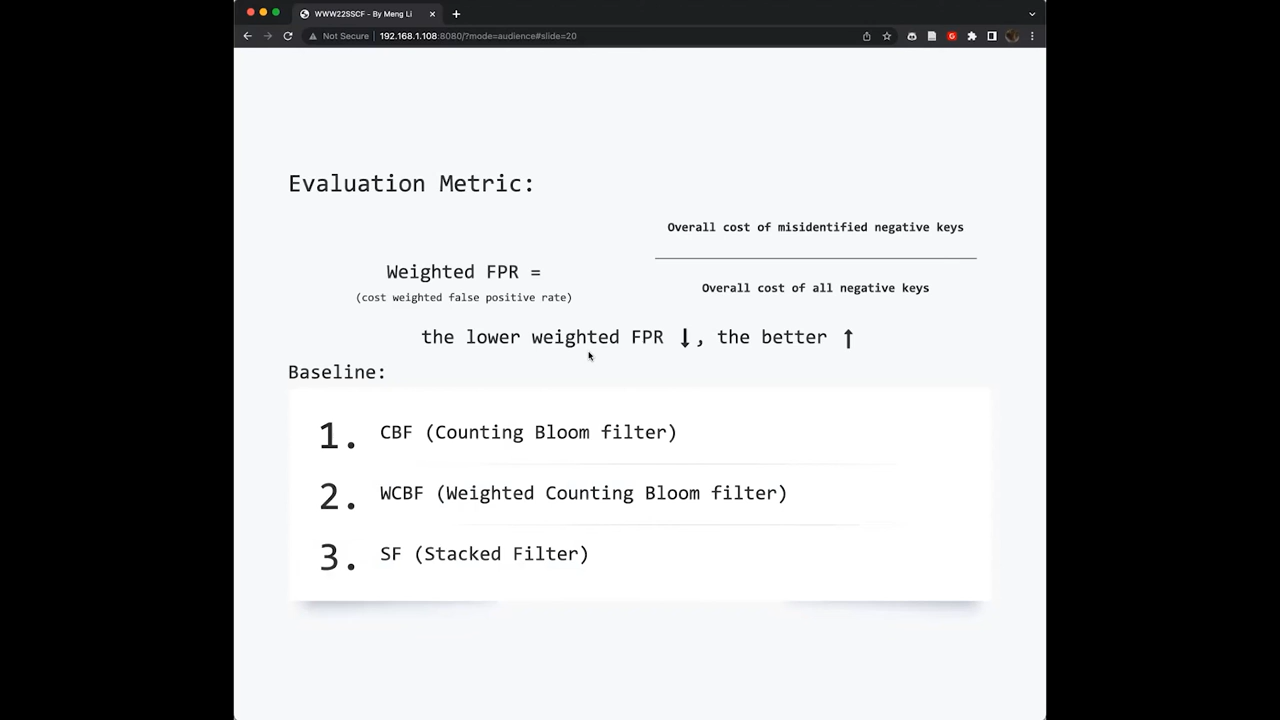 WWW22SSCF - By Meng Li
Not Secure 192.168.1.108:8080/?mode=audience#slide=20
Evaluation Metric:
Overall cost of misidentified negative keys
Weighted FPR =
Overall cost of all negative keys
(cost weighted false positive rate)
the lower weighted FPR ↓, the better ↑
Baseline:
1. CBF (Counting Bloom filter)
2. WCBF (Weighted Counting Bloom filter)
3. SF (Stacked Filter)